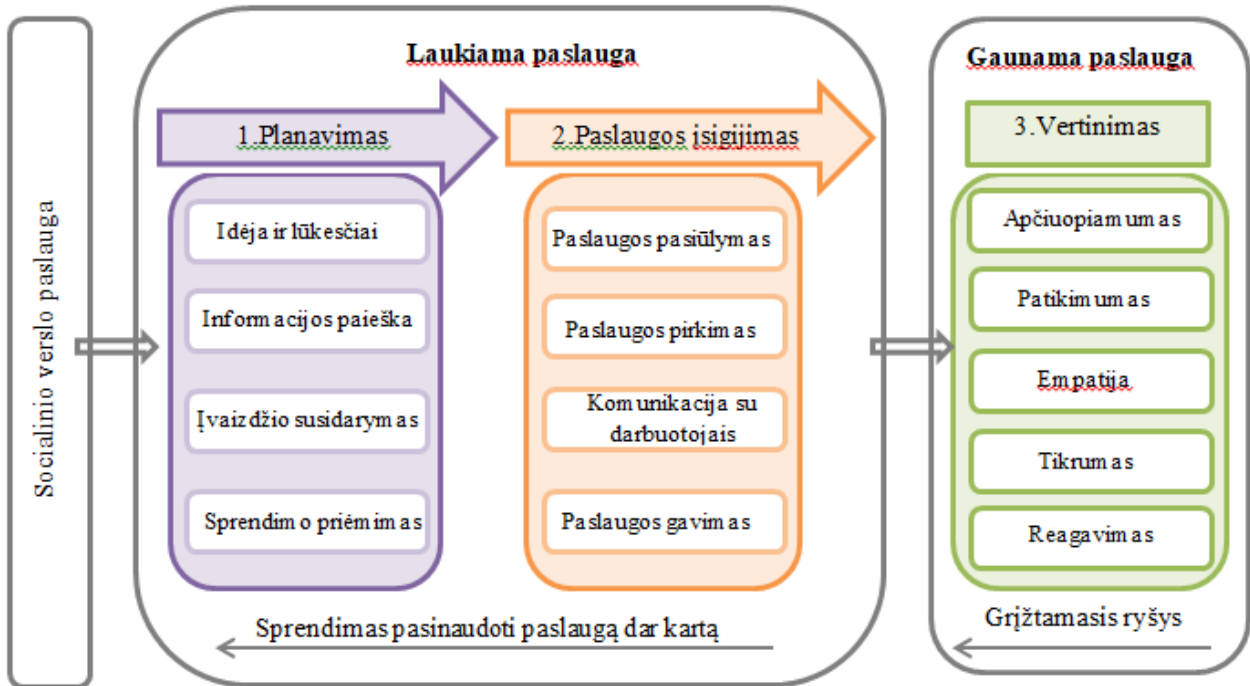 Socialinio verslo paslauga
Laukiama paslauga
1.Planavimas
Idėja ir lūkesčiai
Informacijos paieška
Įvaizdžio susidarymas
Sprendimo priėmimas
2.Paslaugos įsigijimas
Paslaugos pasiūlymas
Paslaugos pirkimas
Komunikacija su
darbuotojais
Paslaugos gavimas
Sprendimas pasinaudoti paslaugą dar kartą
Gaunama paslauga
3.Vertinimas
Apčiuopiamumas
Patikimumas
Empatija
Tikrumas
Reagavimas
Grįžtamasis ryšys